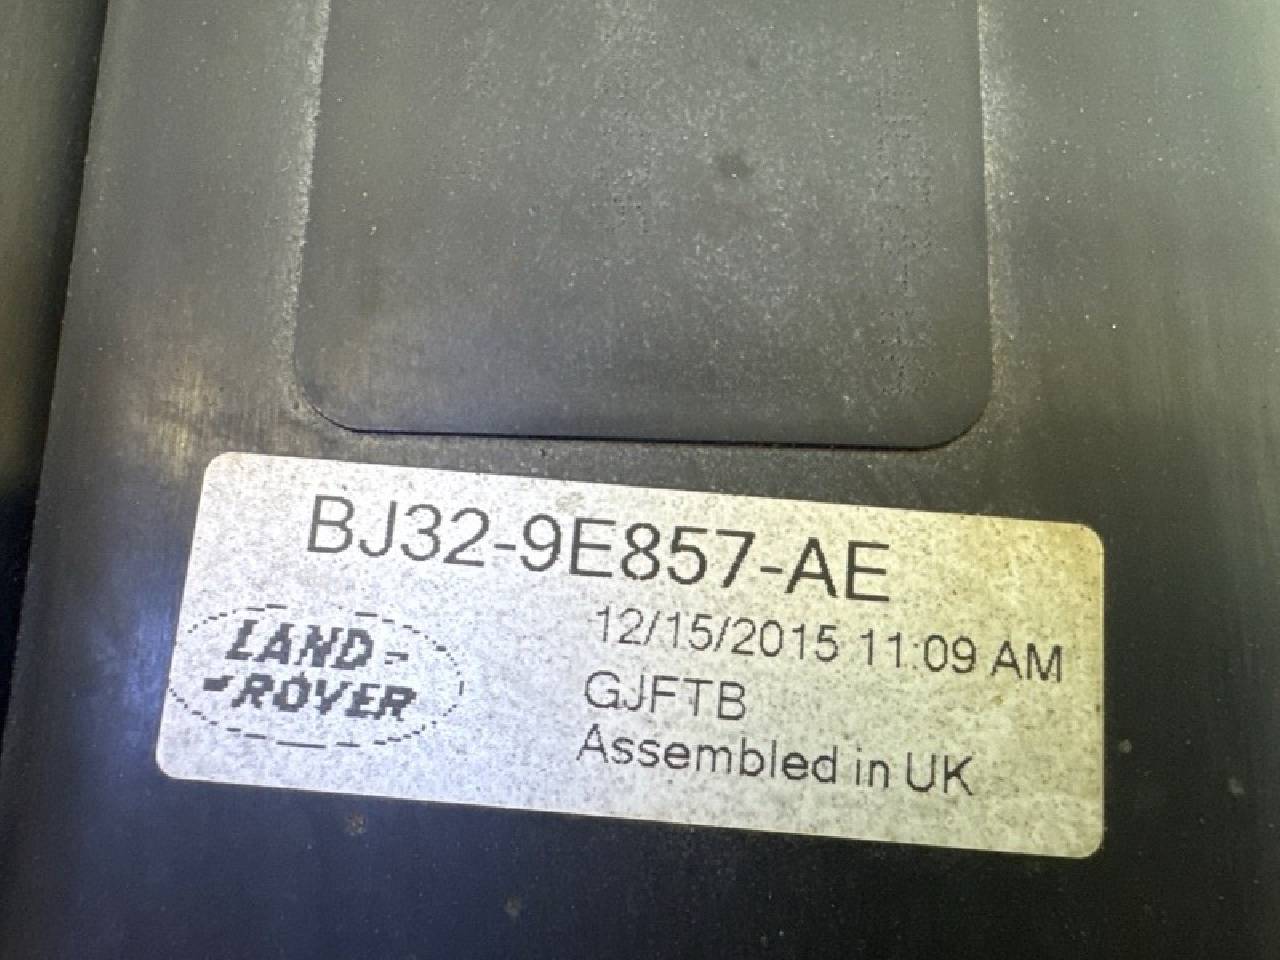 BJ32-9E857-AE
12/15/2015 11:09 AM
LAND-
-ROVER
GJFTB
Assembled in UK